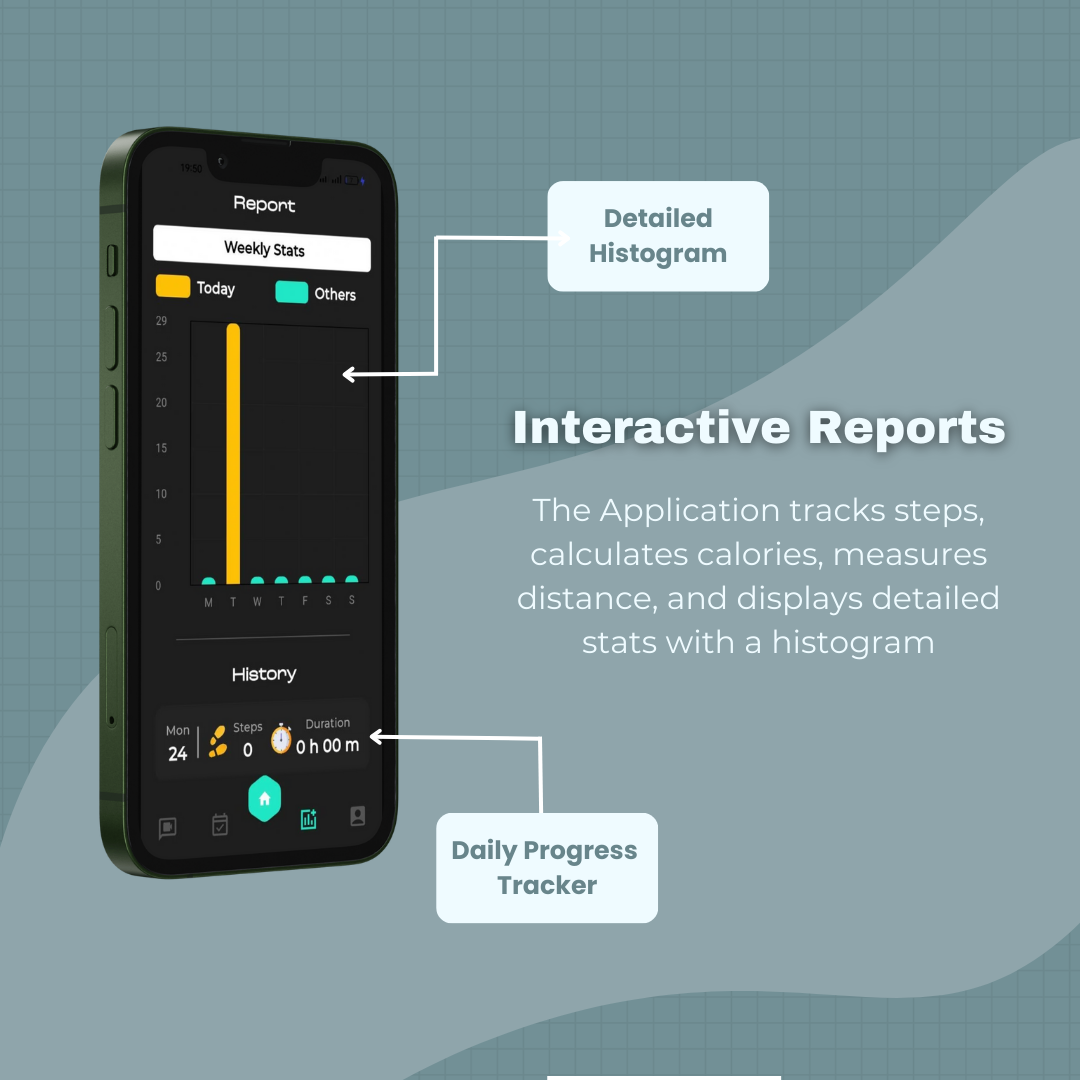 19:50
Report
Weekly Stats
Today
Others
29
25
20
15
10
5
0
M T W T F S S
History
Mon
24
Steps
0
Duration
0 h 00 m
Detailed
Histogram
Interactive Reports
The Application tracks steps,
calculates calories, measures
distance, and displays detailed
stats with a histogram
Daily Progress
Tracker